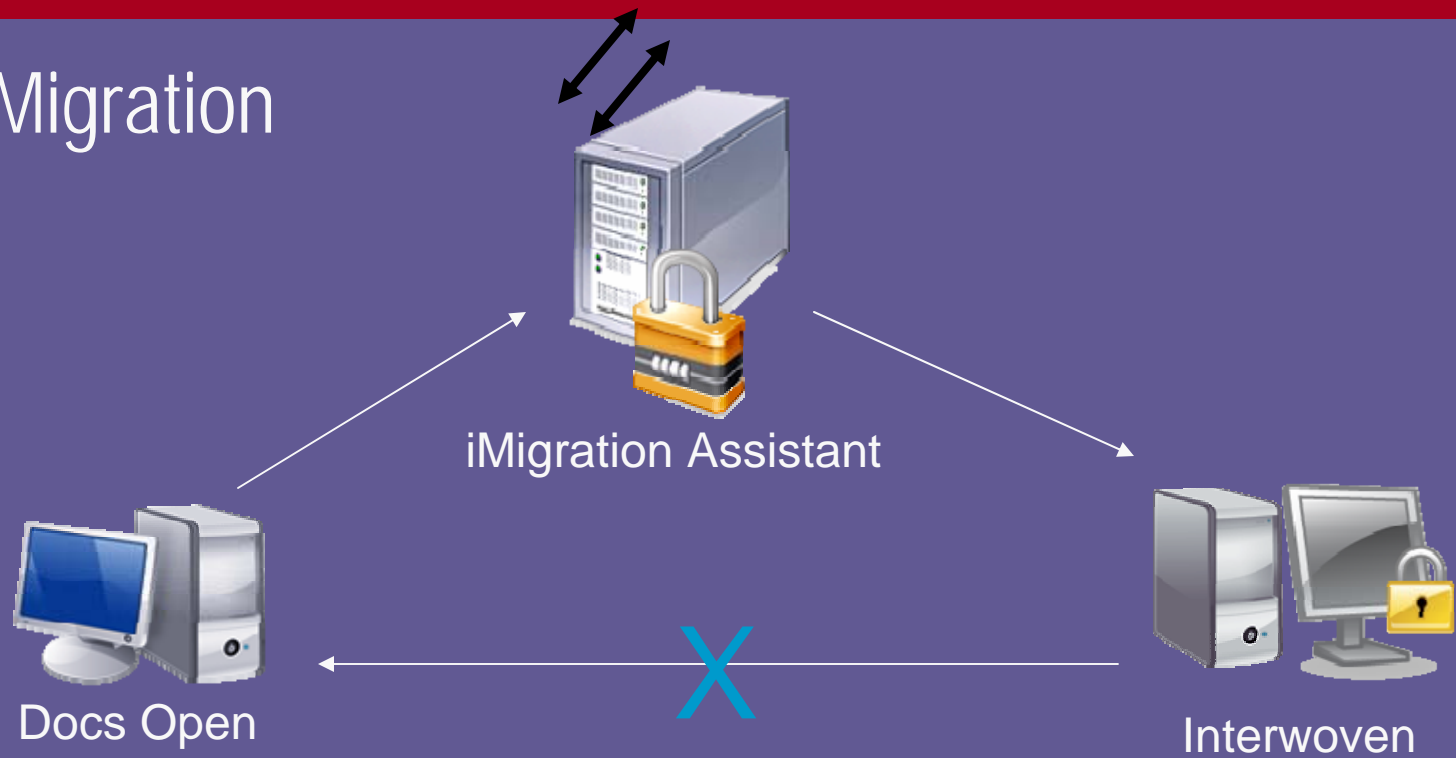 Migration
iMigration Assistant
X
Docs Open
Interwoven